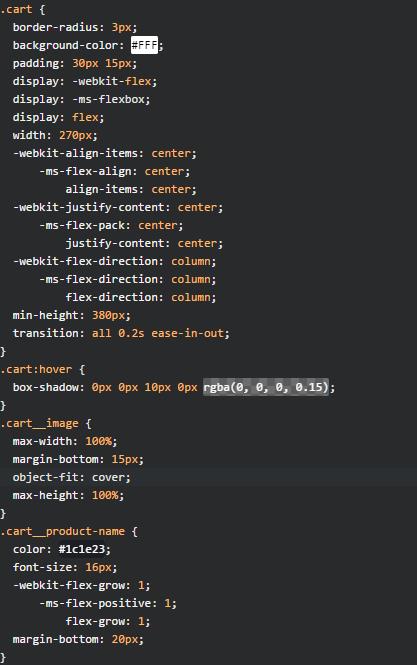 .cart {
  border-radius: 3px;
  background-color: #FFF;
  padding: 30px 15px;
  display: -webkit-flex;
  display: -ms-flexbox;
  display: flex;
  width: 270px;
  -webkit-align-items: center;
      -ms-flex-align: center;
          align-items: center;
  -webkit-justify-content: center;
      -ms-flex-pack: center;
          justify-content: center;
  -webkit-flex-direction: column;
      -ms-flex-direction: column;
          flex-direction: column;
  min-height: 380px;
  transition: all 0.2s ease-in-out;
}
.cart:hover {
  box-shadow: 0px 0px 10px 0px rgba(0, 0, 0, 0.15);
}
.cart__image {
  max-width: 100%;
  margin-bottom: 15px;
  object-fit: cover;
  max-height: 100%;
}
.cart__product-name {
  color: #1c1e23;
  font-size: 16px;
  -webkit-flex-grow: 1;
      -ms-flex-positive: 1;
          flex-grow: 1;
  margin-bottom: 20px;
}